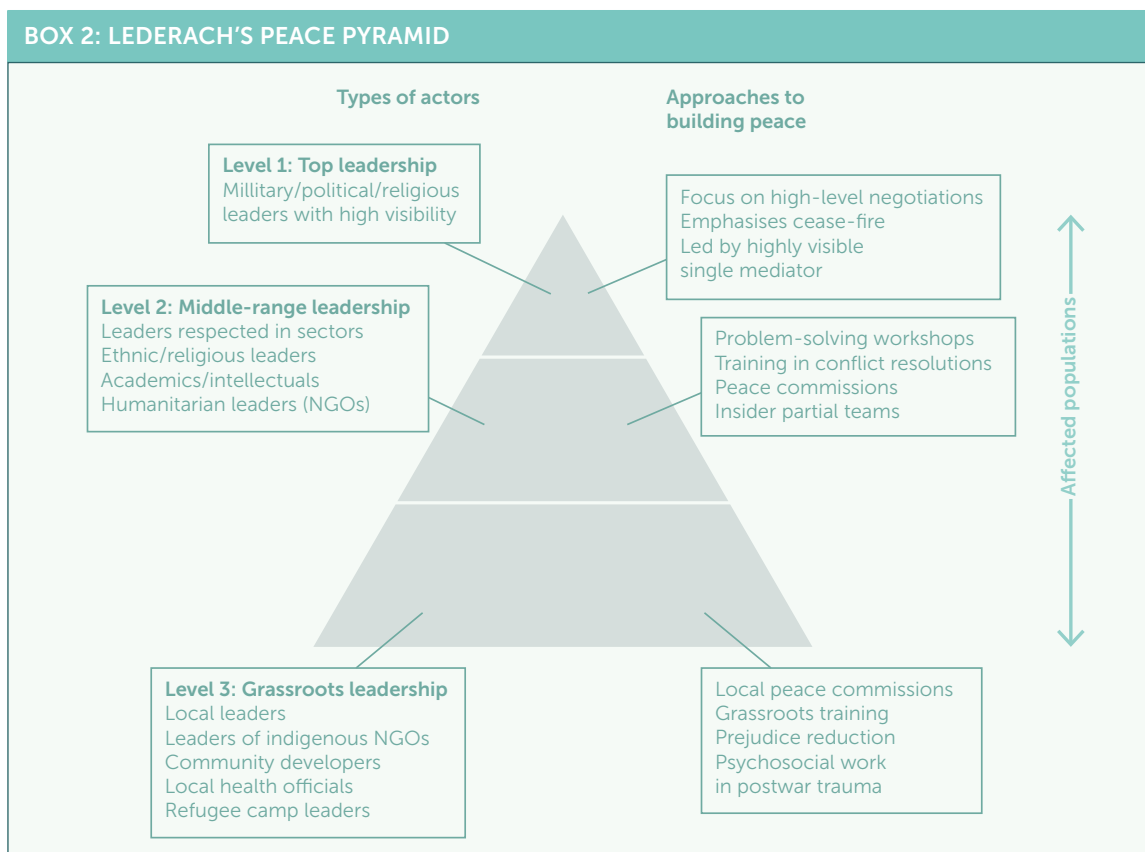 BOX 2: LEDERACH'S PEACE PYRAMID
Types of actors
Approaches to
building peace
Level 1: Top leadership
Millitary/political/religious
leaders with high visibility
Focus on high-level negotiations
Emphasises cease-fire
Led by highly visible
single mediator
Level 2: Middle-range leadership
Leaders respected in sectors
Ethnic/religious leaders
Academics/intellectuals
Humanitarian leaders (NGOs)
Problem-solving workshops
Training in conflict resolutions
Peace commissions
Insider partial teams
Affected populations
Level 3: Grassroots leadership
Local leaders
Leaders of indigenous NGOs
Community developers
Local health officials
Refugee camp leaders
Local peace commissions
Grassroots training
Prejudice reduction
Psychosocial work
in postwar trauma